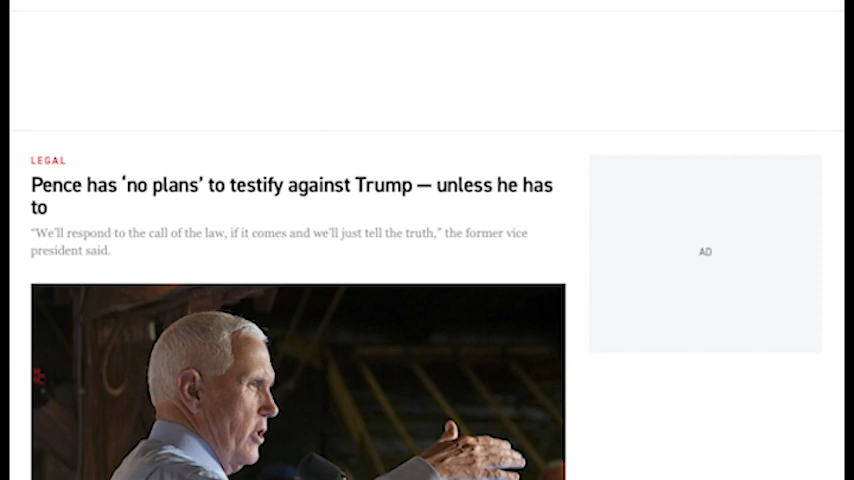 LEGAL
Pence has ‘no plans’ to testify against Trump — unless he has
to
“We’ll respond to the call of the law, if it comes and we’ll just tell the truth,” the former vice
president said.
AD